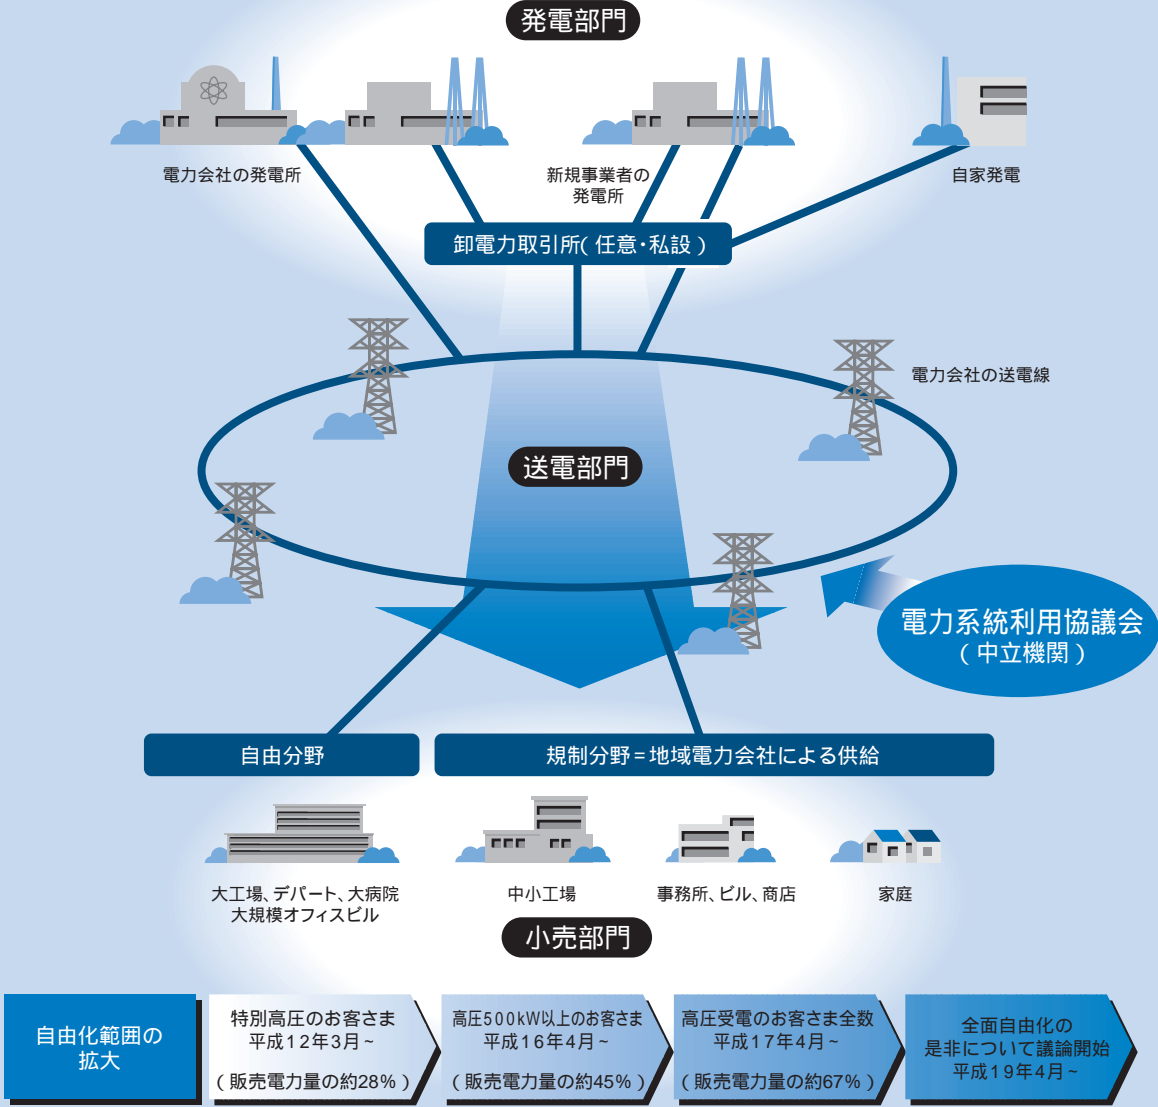 発電部門
電力会社の発電所
新規事業者の
発電所
自家発電
卸電力取引所(任意・私設)
電力会社の送電線
送電部門
電力系統利用協議会
(中立機関)
自由分野
規制分野=地域電力会社による供給
大工場、デパート、大病院
大規模オフィスビル
中小工場
事務所、ビル、商店
家庭
小売部門
自由化範囲の
拡大
特別高圧のお客さま
平成12年3月~
(販売電力量の約28%)
高圧500kW以上のお客さま
平成16年4月~
(販売電力量の約45%)
高圧受電のお客さま全数
平成17年4月~
(販売電力量の約67%)
全面自由化の
是非について議論開始
平成19年4月~